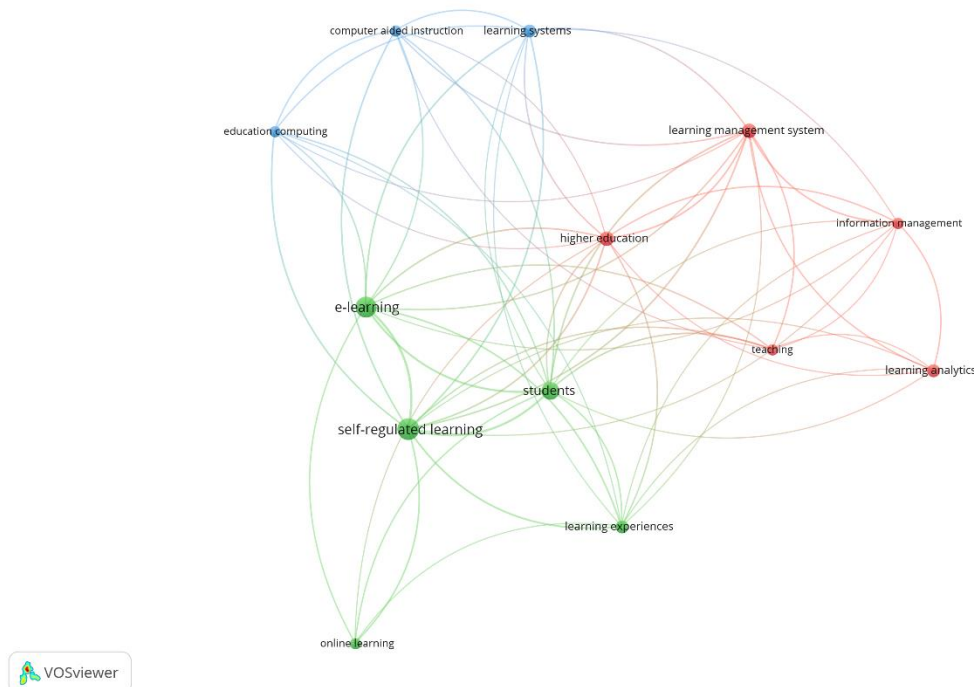 computer aided instruction
learning systems
education computing
learning management system
information management
higher education
e-learning
teaching
learning analytics
students
self-regulated learning
learning experiences
online learning
VOSviewer